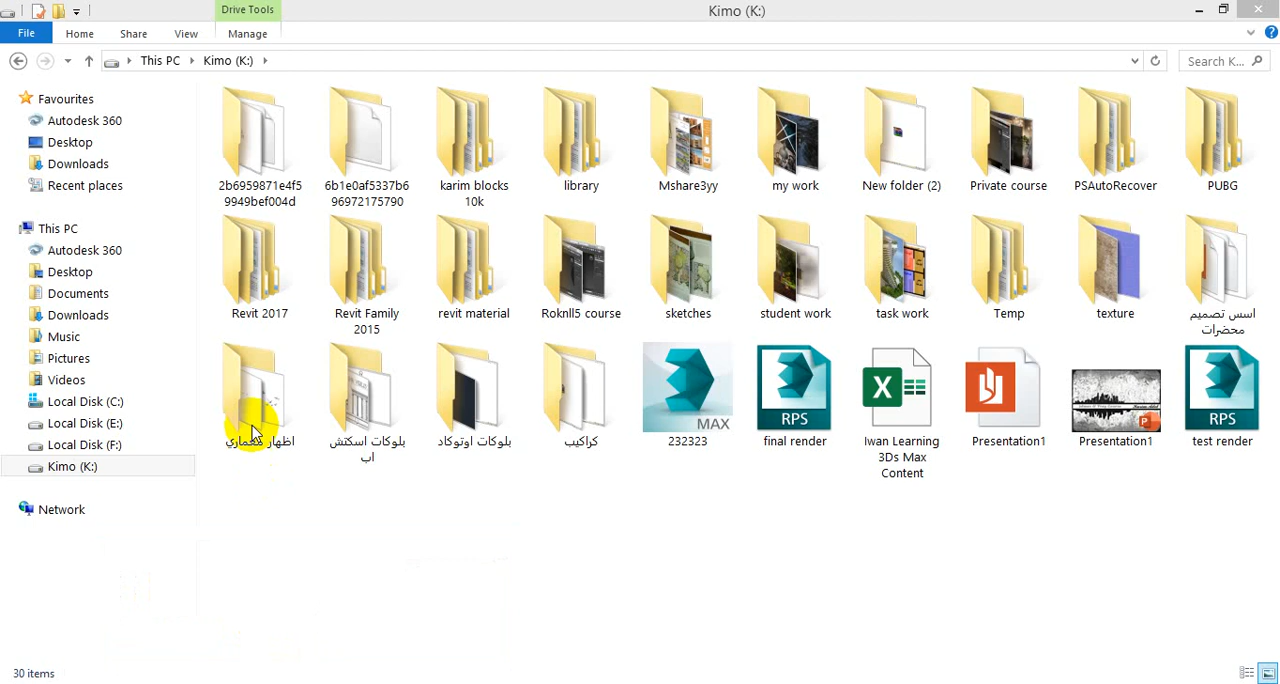 Drive Tools
Kimo (K:)
File
Home
Share
View
Manage
This PC
Kimo (K:)
Search K...
Favourites
Autodesk 360
Desktop
Downloads
Recent places
This PC
Autodesk 360
Desktop
Documents
Downloads
Music
Pictures
Videos
Local Disk (C:)
Local Disk (E:)
Local Disk (F:)
Kimo (K:)
Network
2b6959871e4f5
9949bef004d
6b1e0af5337b6
96972175790
karim blocks
10k
library
Mshare3yy
my work
New folder (2)
Private course
PSAutoRecover
PUBG
Revit 2017
Revit Family
2015
revit material
Roknll5 course
sketches
student work
task work
Temp
texture
اسس تصميم
محضرات
اظهار معماري
بلوكات اسكتش
اب
بلوكات اوتوكاد
كراكيب
MAX
232323
RPS
final render
Iwan Learning
3Ds Max
Content
Presentation1
Presentation1
RPS
test render
30 items